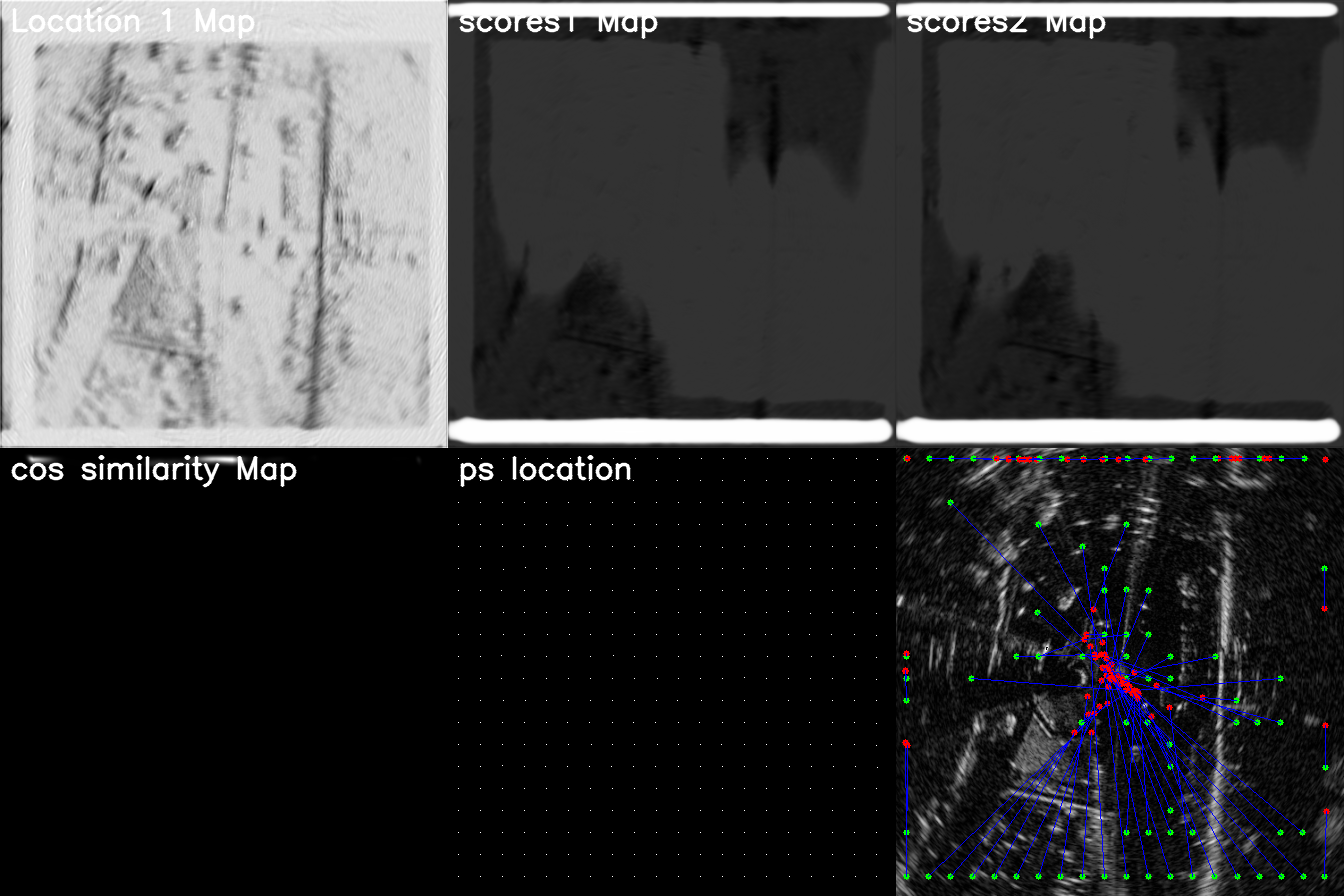 Location 1 Map
scores1 Map
scores2 Map
cos similarity Map
ps location